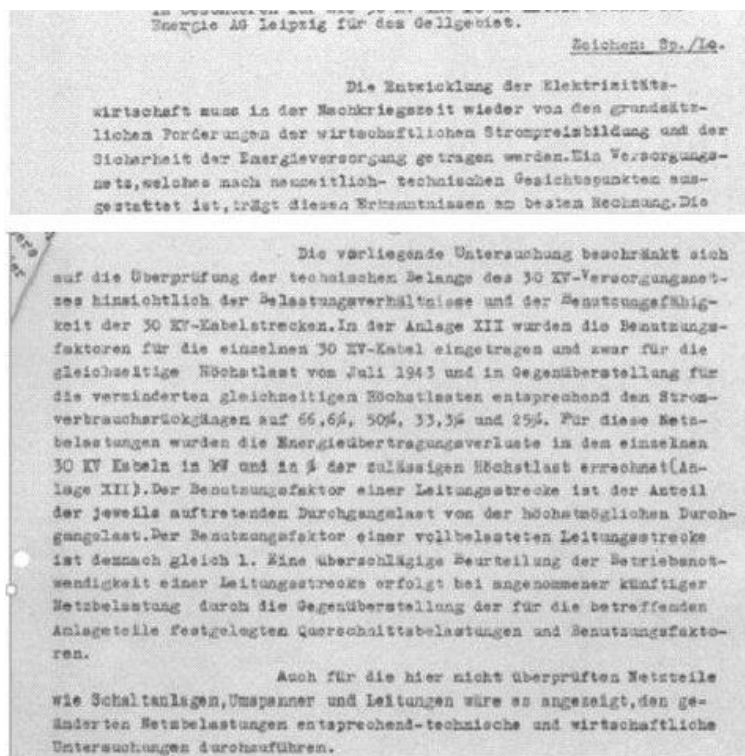 Energie AG Leipzig für das Gellgebiet.
Zeichen: Sp./Lo.
Die Entwicklung der Elektrizitäts-
wirtschaft muss in der Nachkriegszeit wieder von den grundsätz-
lichen Forderungen der wirtschaftlichen Strompreisbildung und der
Sicherheit der Energieversorgung getragen werden.Ein Versorgungs-
netz,welches nach neuzeitlich- technischen Gesichtspunkten aus-
gestattet ist,trägt diesen Erkenntnissen am besten Rechnung.Die
Die vorliegende Untersuchung beschränkt sich
auf die Überprüfung der technischen Belange des 30 KV-Versorgungsnet-
zes hinsichtlich der Belastungsverhältnisse und der Benutzungsfähig-
keit der 30 KV-Kabelstrecken.In der Anlage XII wurden die Benutzungs-
faktoren für die einzelnen 30 KV-Kabel eingetragen und zwar für die
gleichzeitige Höchstlast vom Juli 1943 und in Gegenüberstellung für
die verminderten gleichzeitigen Höchstlasten entsprechend den Strom-
verbrauchsrückgängen auf 66,6%, 50%, 33,3% und 25%. Für diese Netz-
belastungen wurden die Energieübertragungsverluste in den einzelnen
30 KV Kabeln in kW und in % der zulässigen Höchstlast errechnet(An-
lage XII).Der Benutzungsfaktor einer Leitungsstrecke ist der Anteil
der jeweils auftretenden Durchgangslast von der höchstmöglichen Durch-
gangslast.Der Benutzungsfaktor einer vollbelasteten Leitungsstrecke
ist demnach gleich 1. Eine überschlägige Beurteilung der Betriebsnot-
wendigkeit einer Leitungsstrecke erfolgt bei angenommener künftiger
Netzbelastung durch die Gegenüberstellung der für die betreffenden
Anlageteile festgelegten Querschnittsbelastungen und Benutzungsfakto-
ren.
Auch für die hier nicht überprüften Netzteile
wie Schaltanlagen,Umspanner und Leitungen wäre es angezeigt,den ge-
änderten Netzbelastungen entsprechend-technische und wirtschaftliche
Untersuchungen durchzuführen.